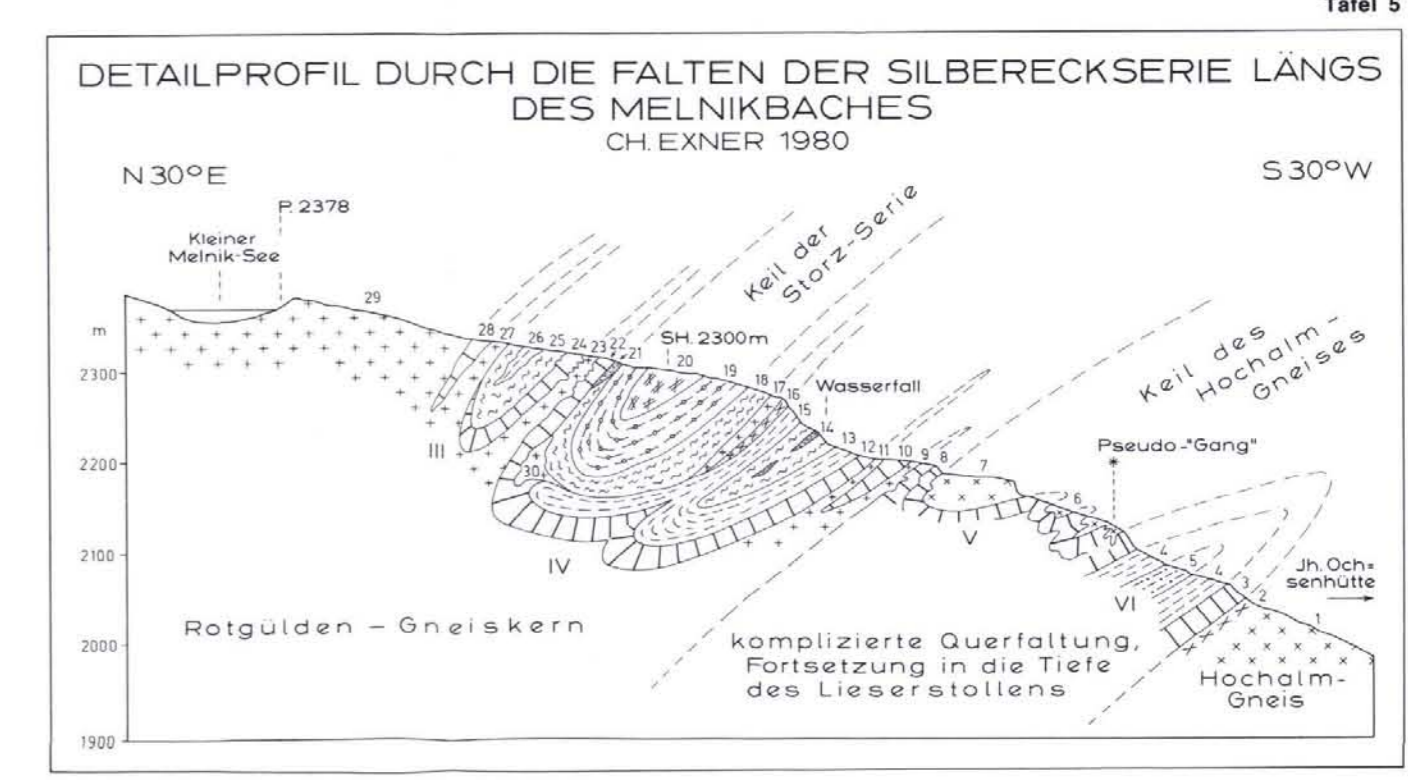 Tafel 5
DETAILPROFIL DURCH DIE FALTEN DER SILBERECKSERIE LÄNGS
DES MELNIKBACHES
CH. EXNER 1980
N 30° E
S 30° W
P. 2378
Kleiner
Melnik-See
Keil der
Storz-Serie
Keil des
Hochalm-
Gneises
m
2300
2200
2100
2000
1900
29
28
27
26
25
24
23
22
21
SH. 2300m
20
19
18
17
16
Wasserfall
15
14
13
12
11
10
9
8
7
Pseudo-"Gang"
6
4
5
4
3
2
1
30
III
IV
V
VI
Jh. Och=
senhütte
Rotgülden - Gneiskern
komplizierte Querfaltung,
Fortsetzung in die Tiefe
des Lieserstollens
Hochalm-
Gneis